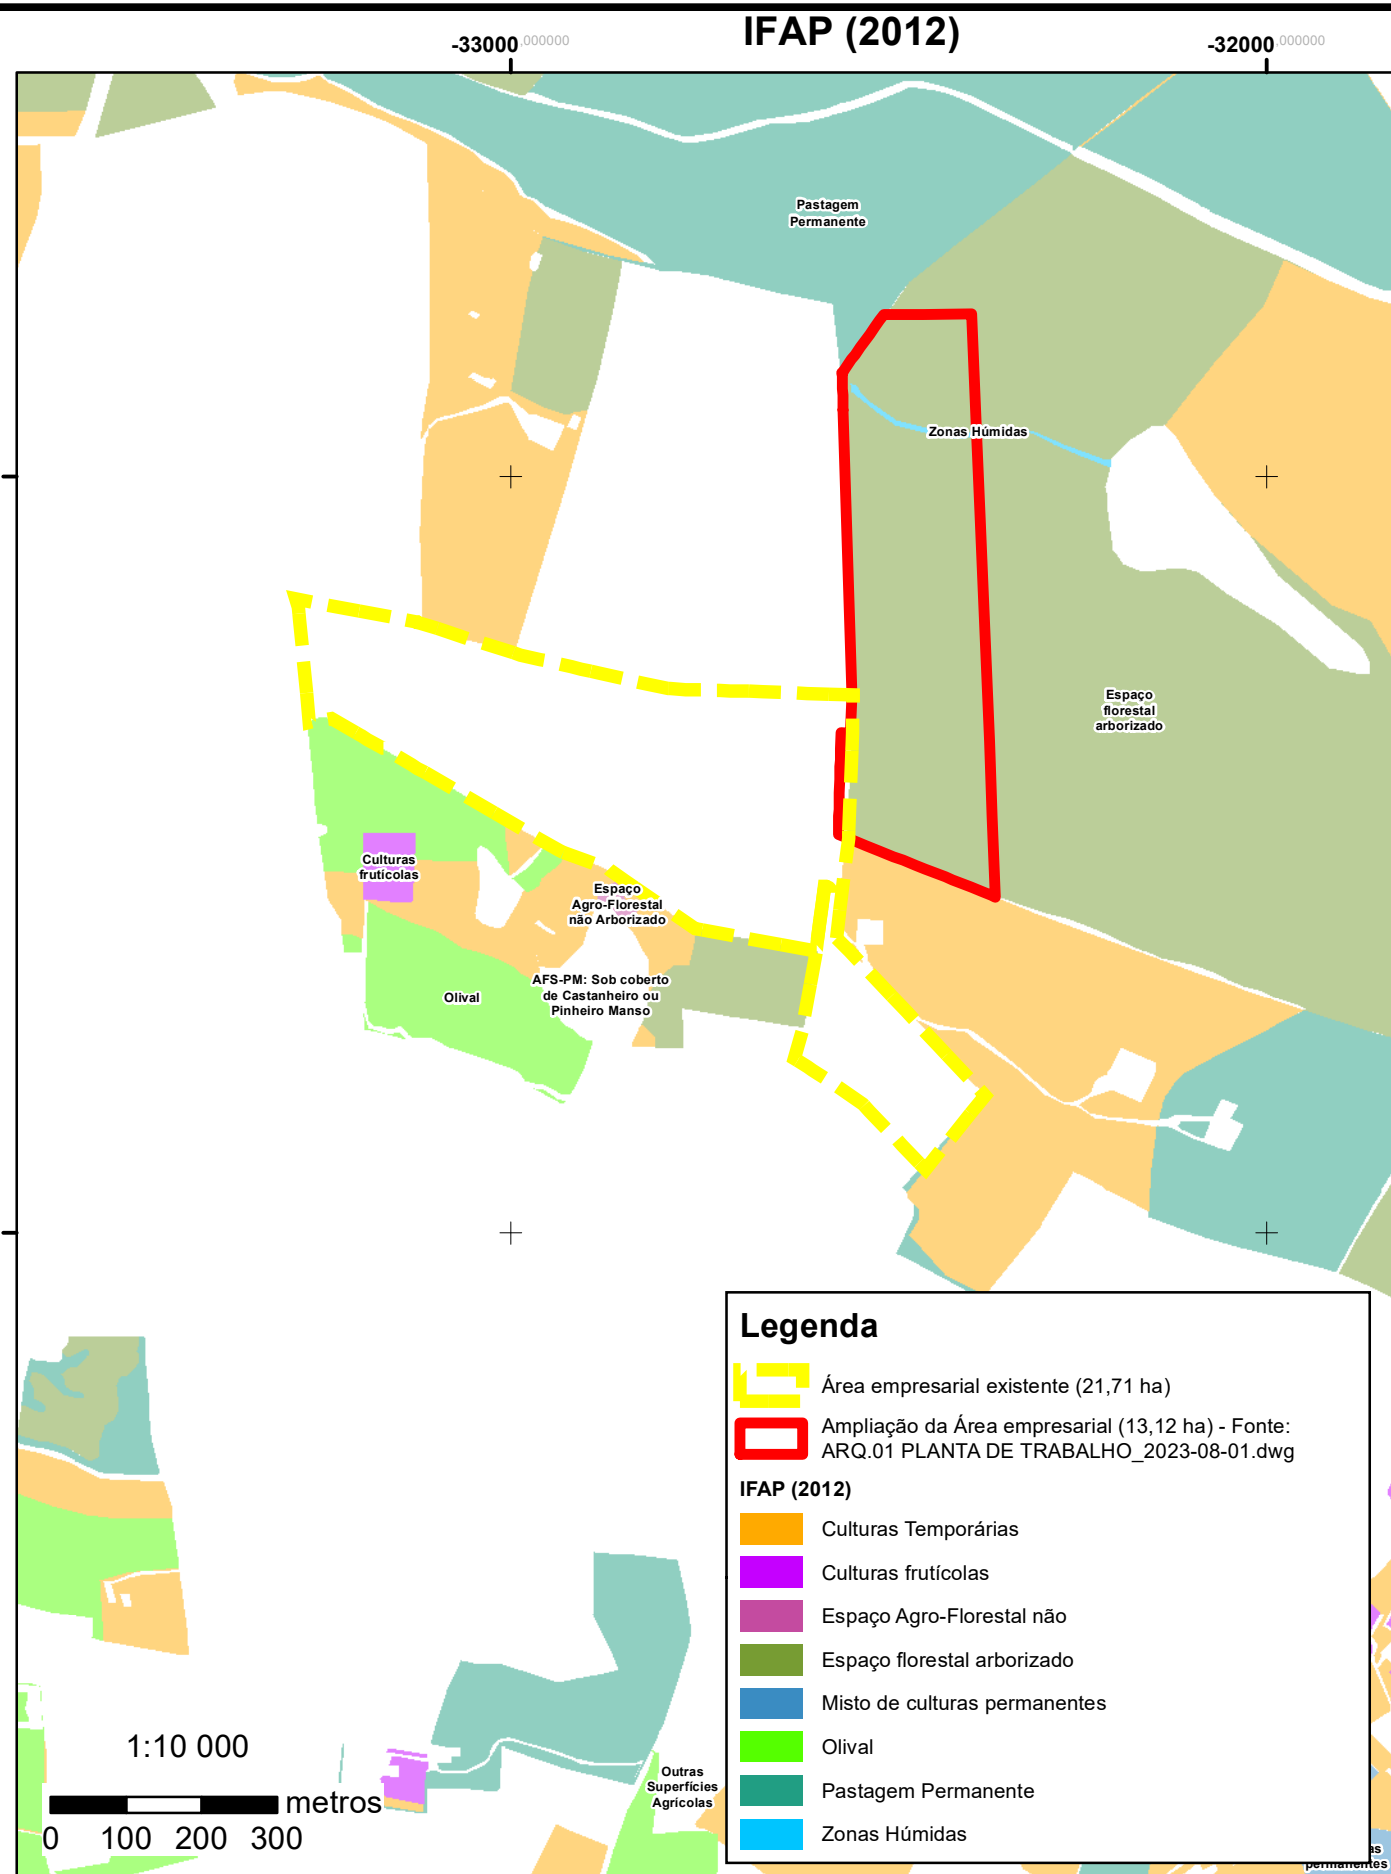 IFAP (2012)
-33000,000000
-32000,000000
Pastagem
Permanente
Zonas Húmidas
Espaço
florestal
arborizado
Culturas
frutícolas
Espaço
Agro-Florestal
não Arborizado
AFS-PM: Sob coberto
de Castanheiro ou
Pinheiro Manso
Olival
Legenda
Área empresarial existente (21,71 ha)
Ampliação da Área empresarial (13,12 ha) - Fonte:
ARQ.01 PLANTA DE TRABALHO_2023-08-01.dwg
IFAP (2012)
Culturas Temporárias
Culturas frutícolas
Espaço Agro-Florestal não
Espaço florestal arborizado
Misto de culturas permanentes
Olival
Pastagem Permanente
Zonas Húmidas
1:10 000
metros
0 100 200 300
Outras
Superfícies
Agrícolas
permanentes